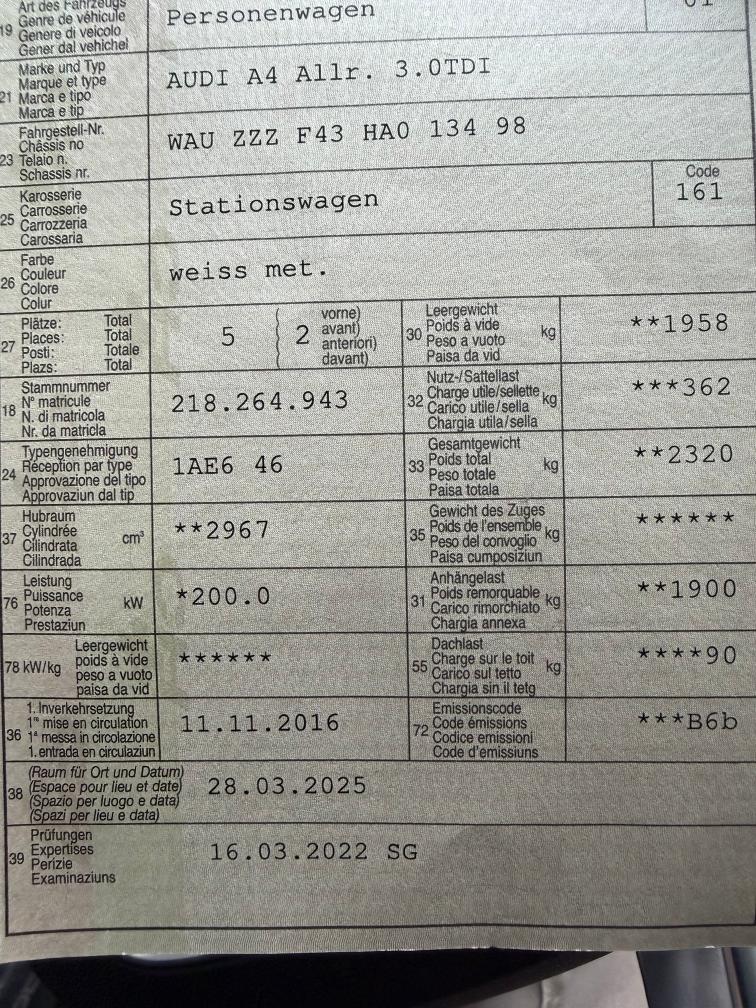 Art des Fahrzeugs
Genre de véhicule
19 Genere di veicolo
Gener dal vehichel
Personenwagen
Marke und Typ
Marque et type
21 Marca e tipo
Marca e tip
AUDI A4 Allr. 3.0TDI
Fahrgestell-Nr.
Châssis no
23 Telaio n.
Schassis nr.
WAU ZZZ F43 HA0 134 98
Karosserie
25 Carrosserie
Carrozzeria
Carossaria
Stationswagen
Code
161
Farbe
26 Couleur
Colore
Colur
weiss met.
Plätze: Total
Places: Total
27 Posti: Totale
Plazs: Total
5 ( 2 vorne)
avant)
anteriori)
davant)
Leergewicht
30 Poids à vide kg
Peso a vuoto
Paisa da vid
**1958
Stammnummer
18 N° matricule
N. di matricola
Nr. da matricla
218.264.943
Nutz-/Sattellast
32 Charge utile/sellette kg
Carico utile/sella
Chargia utila/sella
***362
Typengenehmigung
24 Réception par type
Approvazione del tipo
Approvaziun dal tip
1AE6 46
Gesamtgewicht
33 Poids total kg
Peso totale
Paisa totala
**2320
Hubraum
37 Cylindrée cm³
Cilindrata
Cilindrada
**2967
Gewicht des Zuges
35 Poids de l'ensemble kg
Peso del convoglio
Paisa cumposiziun
******
Leistung
76 Puissance kW
Potenza
Prestaziun
*200.0
Anhängelast
31 Poids remorquable kg
Carico rimorchiato
Chargia annexa
**1900
Leergewicht
78 kW/kg poids à vide
peso a vuoto
paisa da vid
******
Dachlast
55 Charge sur le toit kg
Carico sul tetto
Chargia sin il tetg
****90
1. Inverkehrsetzung
36 1re mise en circulation
1ª messa in circolazione
1. entrada en circulaziun
11.11.2016
Emissionscode
72 Code émissions
Codice emissioni
Code d'emissiuns
***B6b
(Raum für Ort und Datum)
38 (Espace pour lieu et date)
(Spazio per luogo e data)
(Spazi per lieu e data)
28.03.2025
Prüfungen
39 Expertises
Perizie
Examinaziuns
16.03.2022 SG